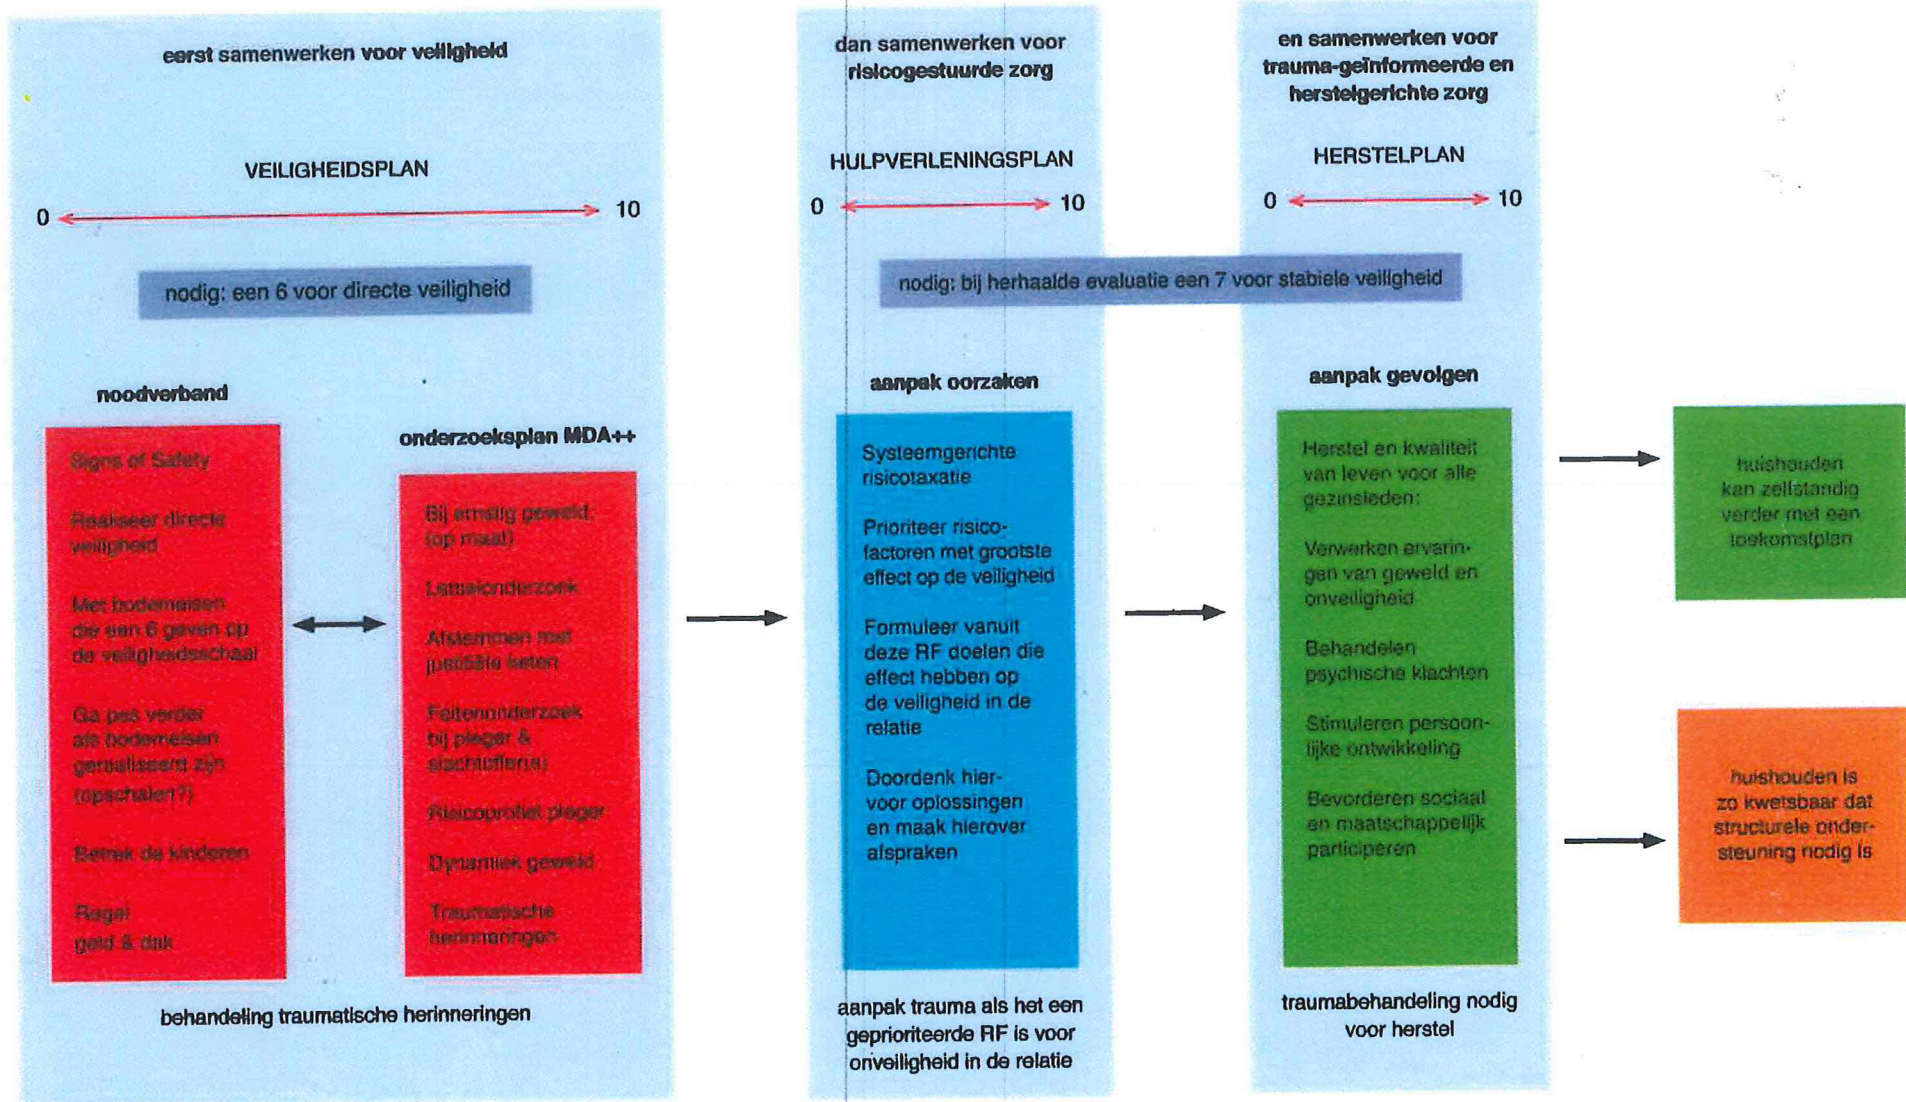 eerst samenwerken voor veiligheid
VEILIGHEIDSPLAN
0
10
nodig: een 6 voor directe veiligheid
noodverband
Signs of Safety
Realiseer directe
veiligheid
Met bodemeisen
die een 6 geven op
de veiligheidsschaal
Ga pas verder
als bodemeisen
gerealiseerd zijn
(opschalen?)
Betrek de kinderen
Regel
geld & dak
onderzoeksplan MDA++
Bij ernstig geweld:
(op maat)
Letselonderzoek
Afstemmen met
justitiële keten
Feitenonderzoek
bij pleger &
slachtoffer(s)
Risicoprofiel pleger
Dynamiek geweld
Traumatische
herinneringen
behandeling traumatische herinneringen
dan samenwerken voor
risicogestuurde zorg
HULPVERLENINGSPLAN
0
10
nodig: bij herhaalde evaluatie een 7 voor stabiele veiligheid
aanpak oorzaken
Systeemgerichte
risicotaxatie
Prioriteer risico-
factoren met grootste
effect op de veiligheid
Formuleer vanuit
deze RF doelen die
effect hebben op
de veiligheid in de
relatie
Doordenk hier-
voor oplossingen
en maak hierover
afspraken
aanpak trauma als het een
geprioriteerde RF is voor
onveiligheid in de relatie
en samenwerken voor
trauma-geïnformeerde en
herstelgerichte zorg
HERSTELPLAN
0
10
aanpak gevolgen
Herstel en kwaliteit
van leven voor alle
gezinsleden:
Verwerken ervarin-
gen van geweld en
onveiligheid
Behandelen
psychische klachten
Stimuleren persoon-
lijke ontwikkeling
Bevorderen sociaal
en maatschappelijk
participeren
traumabehandeling nodig
voor herstel
huishouden
kan zelfstandig
verder met een
toekomstplan
huishouden is
zo kwetsbaar dat
structurele onder-
steuning nodig is